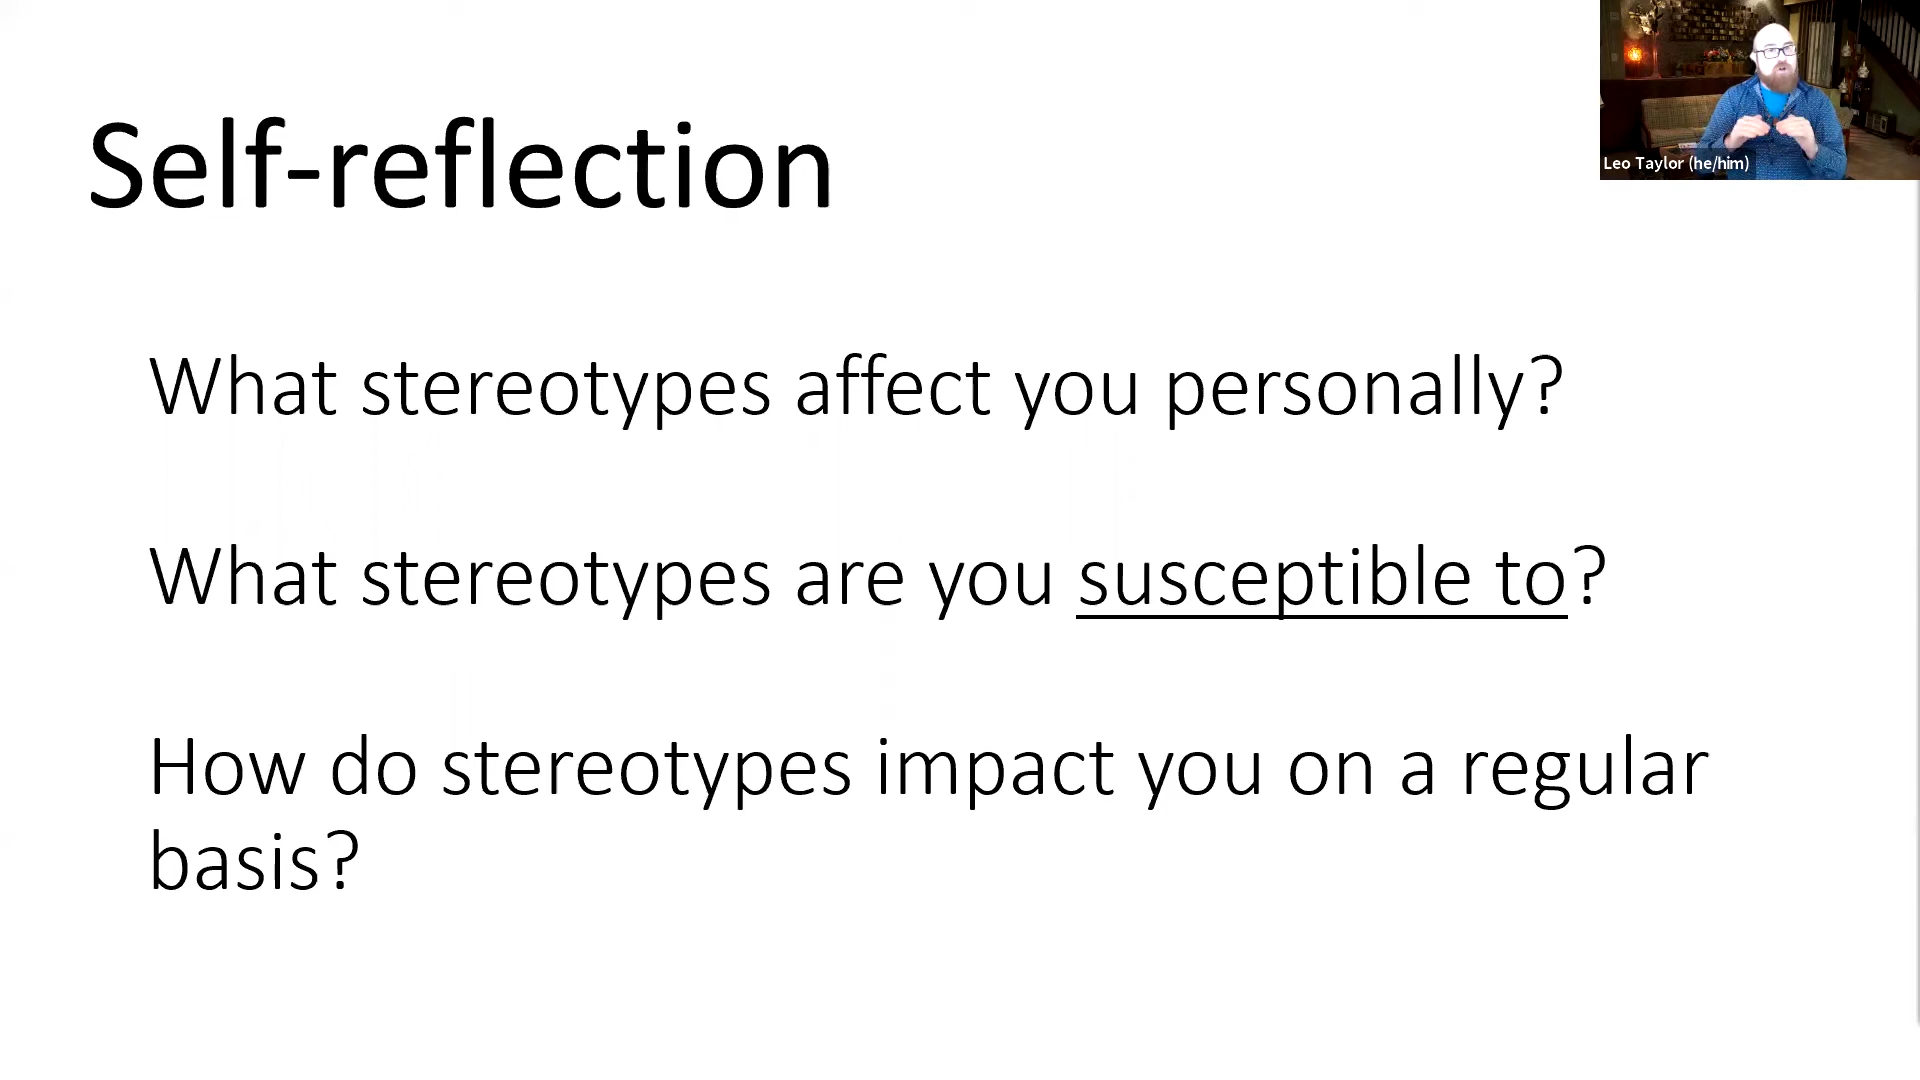 Self-reflection
What stereotypes affect you personally?
What stereotypes are you susceptible to?
How do stereotypes impact you on a regular
basis?
Leo Taylor (he/him)